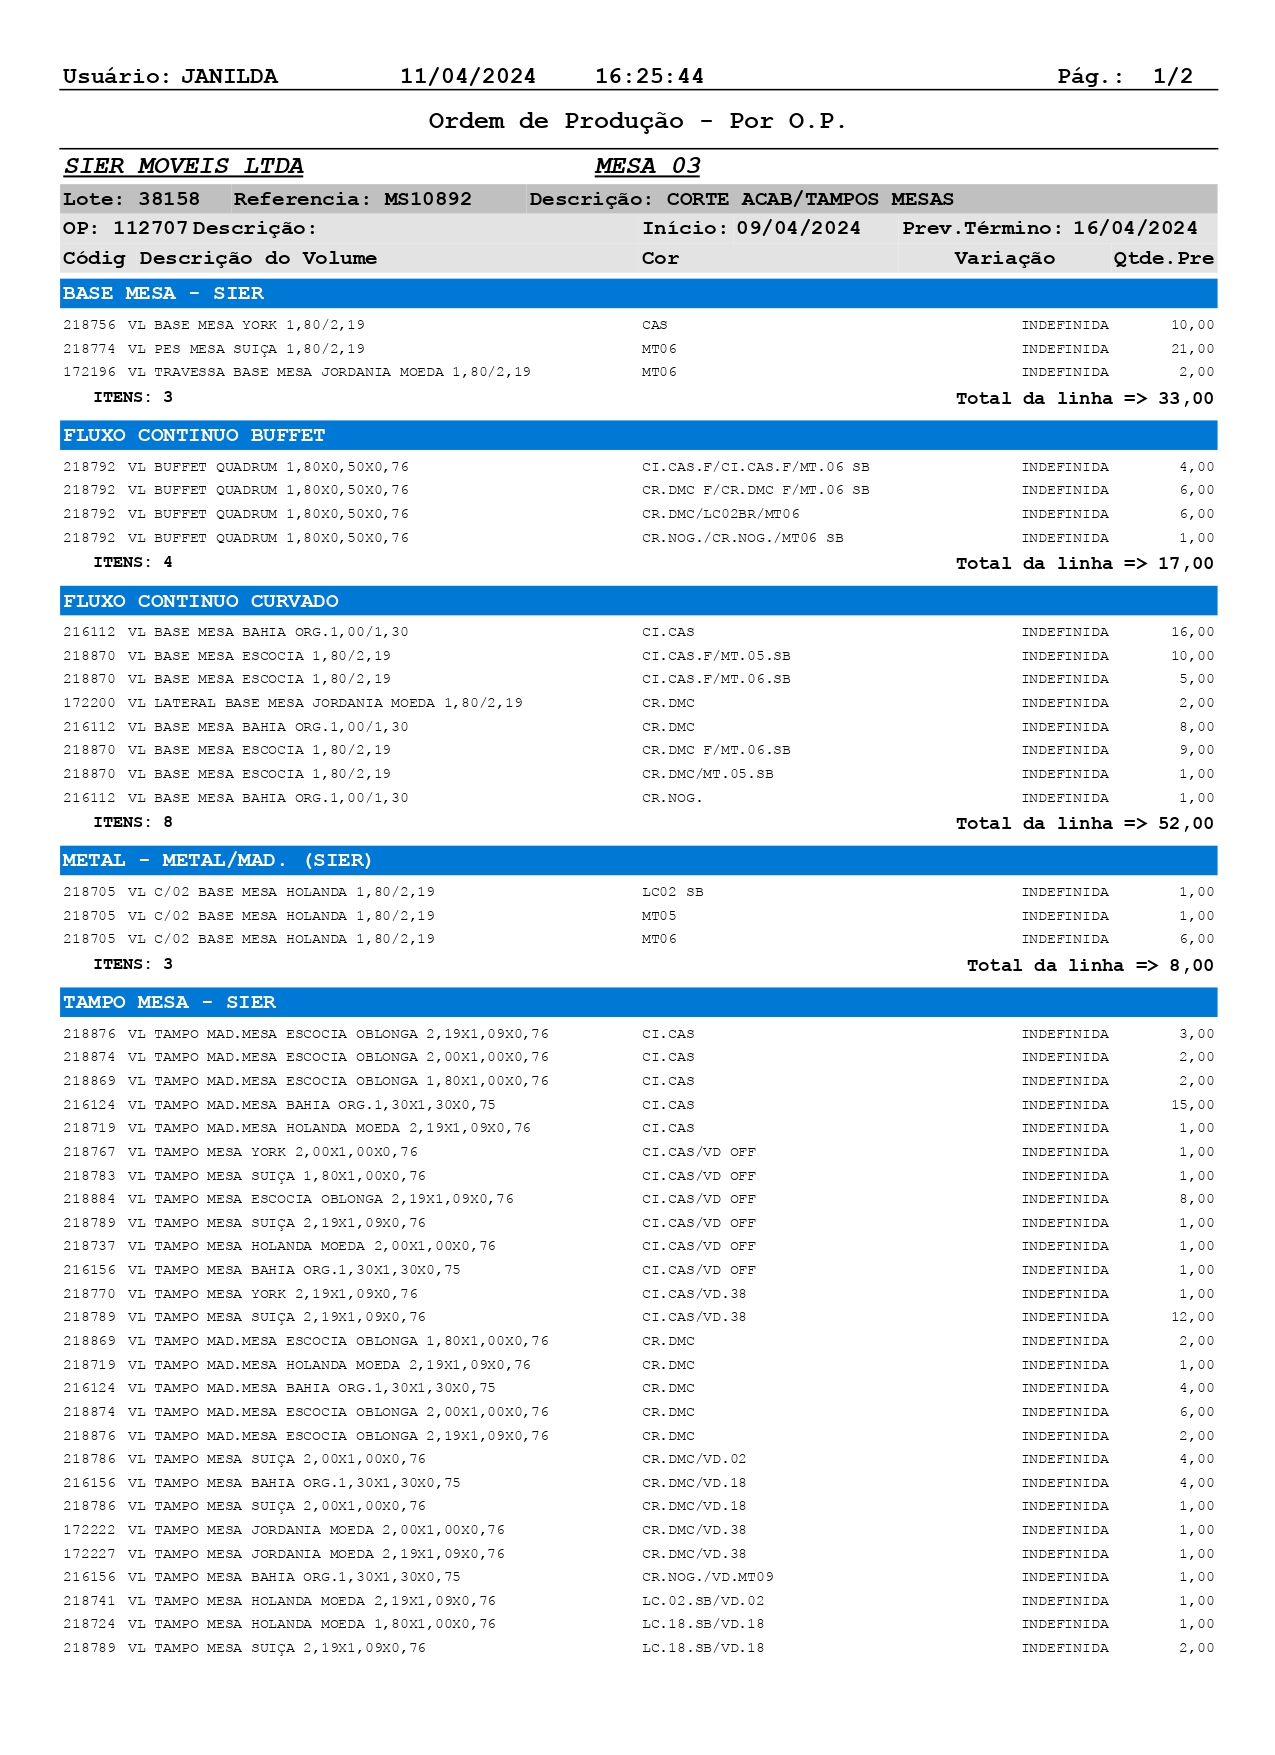 Usuário: JANILDA 11/04/2024 16:25:44 Pág.: 1/2
Ordem de Produção - Por O.P.
SIER MOVEIS LTDA MESA 03
Lote: 38158 Referencia: MS10892 Descrição: CORTE ACAB/TAMPOS MESAS
OP: 112707 Descrição: Início: 09/04/2024 Prev.Término: 16/04/2024
Códig Descrição do Volume Cor Variação Qtde.Pre
BASE MESA - SIER
218756 VL BASE MESA YORK 1,80/2,19 CAS INDEFINIDA 10,00
218774 VL PES MESA SUIÇA 1,80/2,19 MT06 INDEFINIDA 21,00
172196 VL TRAVESSA BASE MESA JORDANIA MOEDA 1,80/2,19 MT06 INDEFINIDA 2,00
ITENS: 3 Total da linha => 33,00
FLUXO CONTINUO BUFFET
218792 VL BUFFET QUADRUM 1,80X0,50X0,76 CI.CAS.F/CI.CAS.F/MT.06 SB INDEFINIDA 4,00
218792 VL BUFFET QUADRUM 1,80X0,50X0,76 CR.DMC F/CR.DMC F/MT.06 SB INDEFINIDA 6,00
218792 VL BUFFET QUADRUM 1,80X0,50X0,76 CR.DMC/LC02BR/MT06 INDEFINIDA 6,00
218792 VL BUFFET QUADRUM 1,80X0,50X0,76 CR.NOG./CR.NOG./MT06 SB INDEFINIDA 1,00
ITENS: 4 Total da linha => 17,00
FLUXO CONTINUO CURVADO
216112 VL BASE MESA BAHIA ORG.1,00/1,30 CI.CAS INDEFINIDA 16,00
218870 VL BASE MESA ESCOCIA 1,80/2,19 CI.CAS.F/MT.05.SB INDEFINIDA 10,00
218870 VL BASE MESA ESCOCIA 1,80/2,19 CI.CAS.F/MT.06.SB INDEFINIDA 5,00
172200 VL LATERAL BASE MESA JORDANIA MOEDA 1,80/2,19 CR.DMC INDEFINIDA 2,00
216112 VL BASE MESA BAHIA ORG.1,00/1,30 CR.DMC INDEFINIDA 8,00
218870 VL BASE MESA ESCOCIA 1,80/2,19 CR.DMC F/MT.06.SB INDEFINIDA 9,00
218870 VL BASE MESA ESCOCIA 1,80/2,19 CR.DMC/MT.05.SB INDEFINIDA 1,00
216112 VL BASE MESA BAHIA ORG.1,00/1,30 CR.NOG. INDEFINIDA 1,00
ITENS: 8 Total da linha => 52,00
METAL - METAL/MAD. (SIER)
218705 VL C/02 BASE MESA HOLANDA 1,80/2,19 LC02 SB INDEFINIDA 1,00
218705 VL C/02 BASE MESA HOLANDA 1,80/2,19 MT05 INDEFINIDA 1,00
218705 VL C/02 BASE MESA HOLANDA 1,80/2,19 MT06 INDEFINIDA 6,00
ITENS: 3 Total da linha => 8,00
TAMPO MESA - SIER
218876 VL TAMPO MAD.MESA ESCOCIA OBLONGA 2,19X1,09X0,76 CI.CAS INDEFINIDA 3,00
218874 VL TAMPO MAD.MESA ESCOCIA OBLONGA 2,00X1,00X0,76 CI.CAS INDEFINIDA 2,00
218869 VL TAMPO MAD.MESA ESCOCIA OBLONGA 1,80X1,00X0,76 CI.CAS INDEFINIDA 2,00
216124 VL TAMPO MAD.MESA BAHIA ORG.1,30X1,30X0,75 CI.CAS INDEFINIDA 15,00
218719 VL TAMPO MAD.MESA HOLANDA MOEDA 2,19X1,09X0,76 CI.CAS INDEFINIDA 1,00
218767 VL TAMPO MESA YORK 2,00X1,00X0,76 CI.CAS/VD OFF INDEFINIDA 1,00
218783 VL TAMPO MESA SUIÇA 1,80X1,00X0,76 CI.CAS/VD OFF INDEFINIDA 1,00
218884 VL TAMPO MESA ESCOCIA OBLONGA 2,19X1,09X0,76 CI.CAS/VD OFF INDEFINIDA 8,00
218789 VL TAMPO MESA SUIÇA 2,19X1,09X0,76 CI.CAS/VD OFF INDEFINIDA 1,00
218737 VL TAMPO MESA HOLANDA MOEDA 2,00X1,00X0,76 CI.CAS/VD OFF INDEFINIDA 1,00
216156 VL TAMPO MESA BAHIA ORG.1,30X1,30X0,75 CI.CAS/VD OFF INDEFINIDA 1,00
218770 VL TAMPO MESA YORK 2,19X1,09X0,76 CI.CAS/VD.38 INDEFINIDA 1,00
218789 VL TAMPO MESA SUIÇA 2,19X1,09X0,76 CI.CAS/VD.38 INDEFINIDA 12,00
218869 VL TAMPO MAD.MESA ESCOCIA OBLONGA 1,80X1,00X0,76 CR.DMC INDEFINIDA 2,00
218719 VL TAMPO MAD.MESA HOLANDA MOEDA 2,19X1,09X0,76 CR.DMC INDEFINIDA 1,00
216124 VL TAMPO MAD.MESA BAHIA ORG.1,30X1,30X0,75 CR.DMC INDEFINIDA 4,00
218874 VL TAMPO MAD.MESA ESCOCIA OBLONGA 2,00X1,00X0,76 CR.DMC INDEFINIDA 6,00
218876 VL TAMPO MAD.MESA ESCOCIA OBLONGA 2,19X1,09X0,76 CR.DMC INDEFINIDA 2,00
218786 VL TAMPO MESA SUIÇA 2,00X1,00X0,76 CR.DMC/VD.02 INDEFINIDA 4,00
216156 VL TAMPO MESA BAHIA ORG.1,30X1,30X0,75 CR.DMC/VD.18 INDEFINIDA 4,00
218786 VL TAMPO MESA SUIÇA 2,00X1,00X0,76 CR.DMC/VD.18 INDEFINIDA 1,00
172222 VL TAMPO MESA JORDANIA MOEDA 2,00X1,00X0,76 CR.DMC/VD.38 INDEFINIDA 1,00
172227 VL TAMPO MESA JORDANIA MOEDA 2,19X1,09X0,76 CR.DMC/VD.38 INDEFINIDA 1,00
216156 VL TAMPO MESA BAHIA ORG.1,30X1,30X0,75 CR.NOG./VD.MT09 INDEFINIDA 1,00
218741 VL TAMPO MESA HOLANDA MOEDA 2,19X1,09X0,76 LC.02.SB/VD.02 INDEFINIDA 1,00
218724 VL TAMPO MESA HOLANDA MOEDA 1,80X1,00X0,76 LC.18.SB/VD.18 INDEFINIDA 1,00
218789 VL TAMPO MESA SUIÇA 2,19X1,09X0,76 LC.18.SB/VD.18 INDEFINIDA 2,00